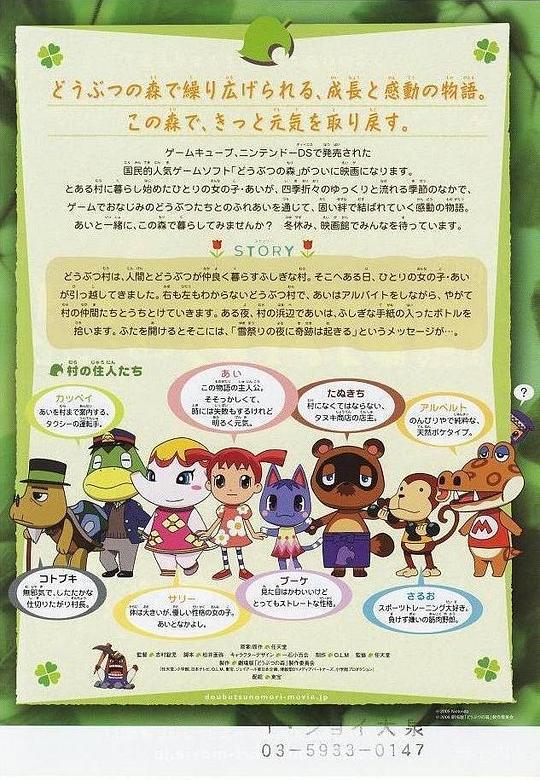 どうぶつの森で繰り広げられる、成長と感動の物語。
この森で、きっと元気を取り戻す。
ゲームキューブ、ニンテンドーDSで発売された
国民的人気ゲームソフト「どうぶつの森」がついに映画になります。
とある村に暮らし始めたひとりの女の子・あいが、四季折々のゆっくりと流れる季節のなかで、
ゲームでおなじみのどうぶつたちとのふれあいを通じて、固い絆で結ばれていく感動の物語。
あいと一緒に、この森で暮らしてみませんか？ 冬休み、映画館でみんなを待っています。
STORY
どうぶつ村は、人間とどうぶつが仲良く暮らすふしぎな村。そこへある日、ひとりの女の子・あい
が引っ越してきました。右も左もわからないどうぶつ村で、あいはアルバイトをしながら、やがて
村の仲間たちとうちとけていきます。ある夜、村の浜辺であいは、ふしぎな手紙の入ったボトルを
拾います。ふたを開けるとそこには、「雪祭りの夜に奇跡は起きる」というメッセージが…。
村の住人たち
カッペイ
あいを村まで案内する、
タクシーの運転手。
あい
この物語の主人公。
そそっかしくて、
時には失敗もするけれど
明るく元気。
たぬきち
村になくてはならない、
タヌキ商店の店主。
アルベルト
のんびりやで純粋な、
天然ボケタイプ。
?
M
コトブキ
無邪気で、したたかな
仕切りたがり村長。
サリー
体は大きいが、優しい性格の女の子。
あいとなかよし。
ブーケ
見た目はかわいいけど
とってもストレートな性格。
さるお
スポーツトレーニング大好き。
負けず嫌いの筋肉野郎。
原案・原作 任天堂
監督 志村錠児 脚本 松井亜弥 キャラクターデザイン 一石小百合 制作 O.L.M 監修 任天堂
製作 劇場版「どうぶつの森」製作委員会
配給 東宝
doubutsunomori-movie.jp
© 2006 Nintendo
© 2006 劇場版「どうぶつの森」製作委員会
T・ジョイ大泉
03-5933-0147